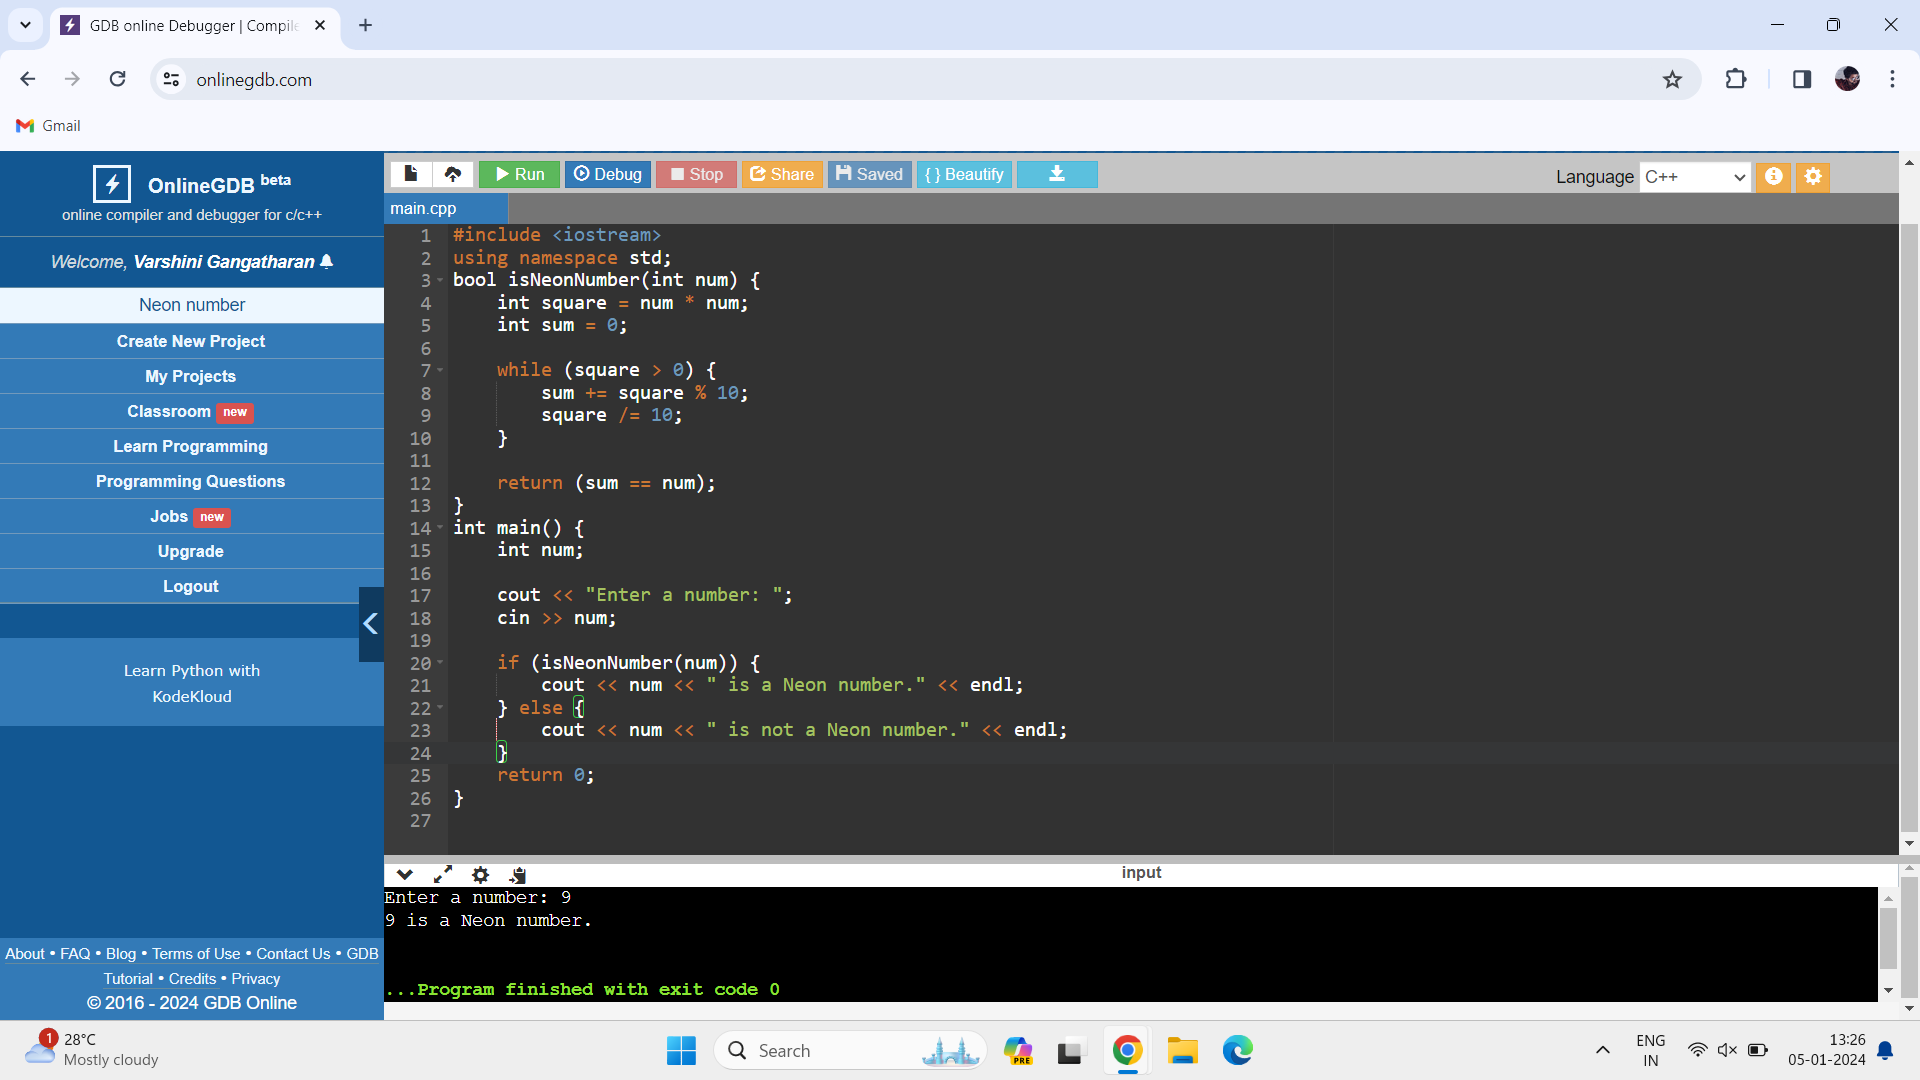 GDB online Debugger | Compile
onlinegdb.com
Gmail
OnlineGDB beta
online compiler and debugger for c/c++
Welcome, Varshini Gangatharan
Neon number
Create New Project
My Projects
Classroom new
Learn Programming
Programming Questions
Jobs new
Upgrade
Logout
Learn Python with
KodeKloud
About • FAQ • Blog • Terms of Use • Contact Us • GDB
Tutorial • Credits • Privacy
© 2016 - 2024 GDB Online
Run Debug Stop Share Saved { } Beautify
Language C++
main.cpp
1 #include <iostream>
2 using namespace std;
3 bool isNeonNumber(int num) {
4     int square = num * num;
5     int sum = 0;
6
7     while (square > 0) {
8         sum += square % 10;
9         square /= 10;
10     }
11
12     return (sum == num);
13 }
14 int main() {
15     int num;
16
17     cout << "Enter a number: ";
18     cin >> num;
19
20     if (isNeonNumber(num)) {
21         cout << num << " is a Neon number." << endl;
22     } else {
23         cout << num << " is not a Neon number." << endl;
24     }
25     return 0;
26 }
27
input
Enter a number: 9
9 is a Neon number.
...Program finished with exit code 0
1
28°C
Mostly cloudy
Search
PRE
ENG
IN
13:26
05-01-2024